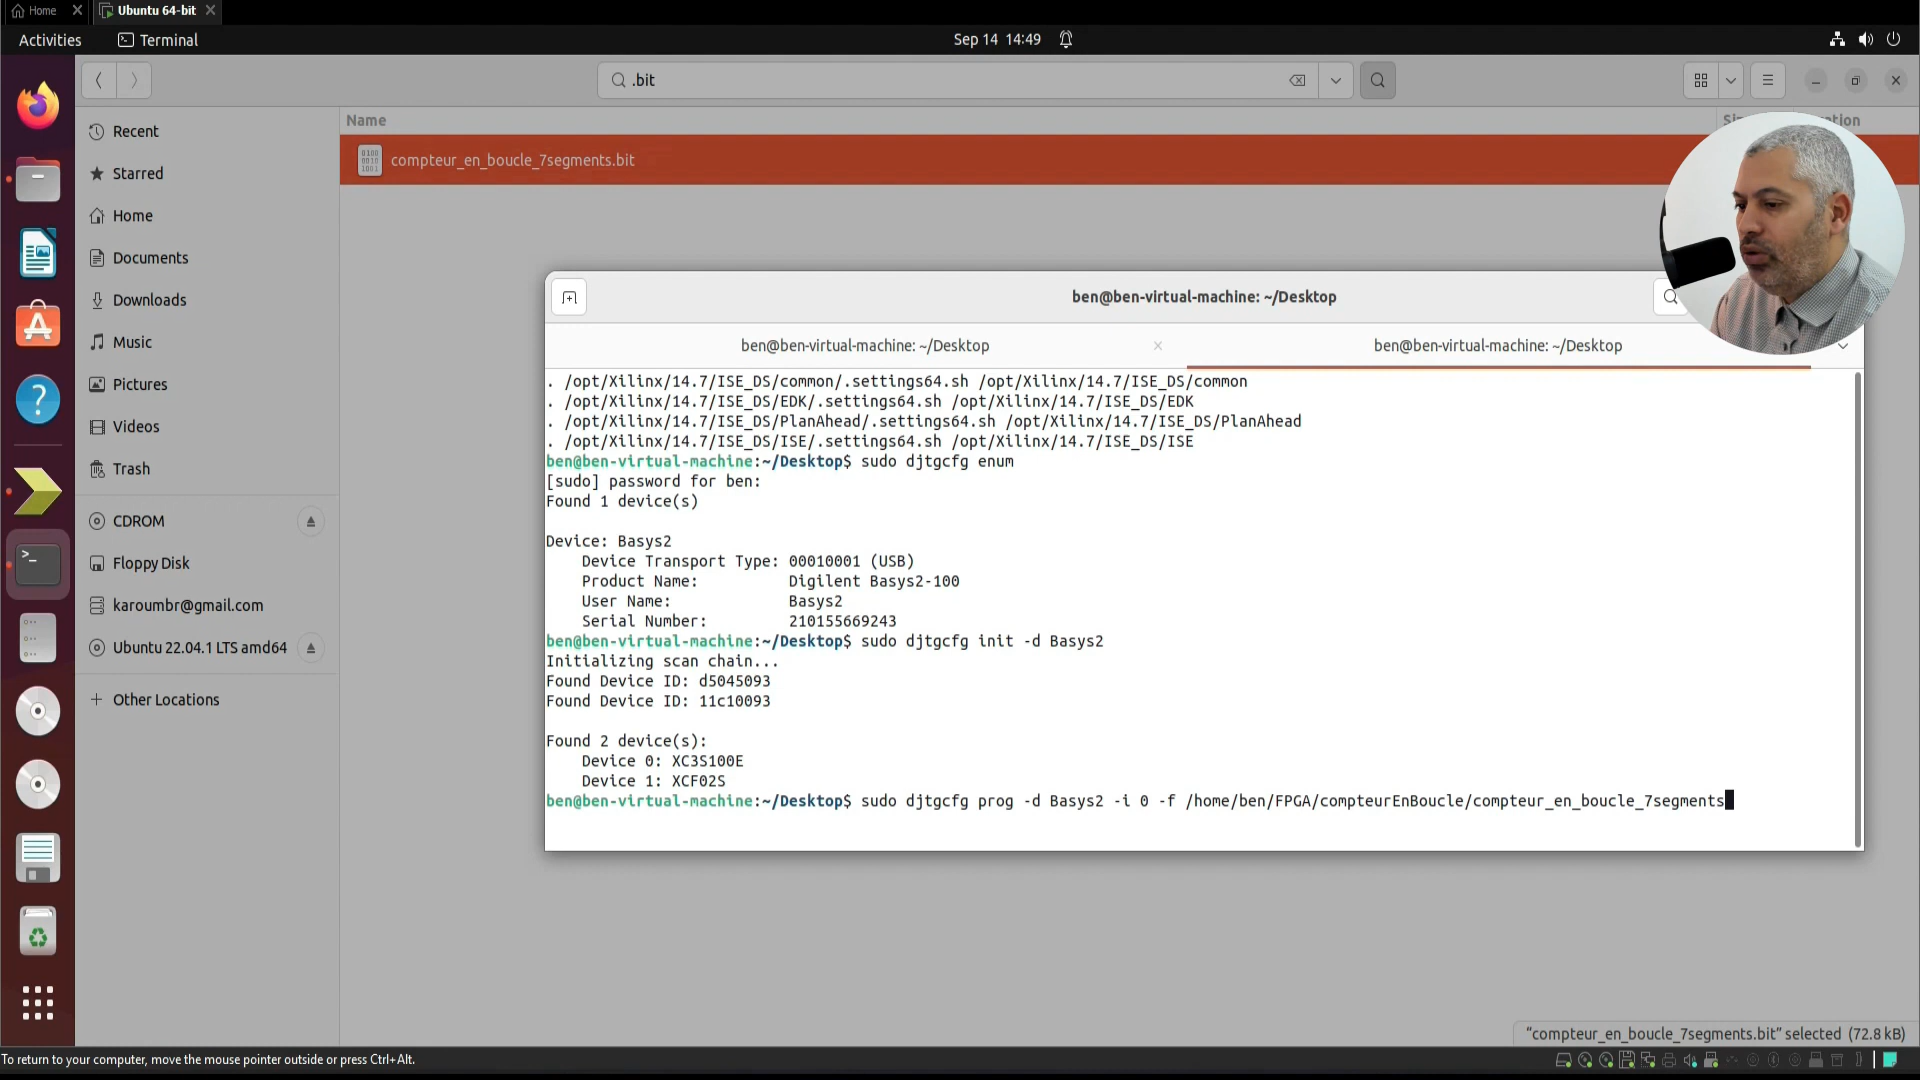 Home
Ubuntu 64-bit
Activities
Terminal
Sep 14 14:49
.bit
Recent
Starred
Home
Documents
Downloads
Music
Pictures
Videos
Trash
CDROM
Floppy Disk
karoumbr@gmail.com
Ubuntu 22.04.1 LTS amd64
+ Other Locations
Name
compteur_en_boucle_7segments.bit
ben@ben-virtual-machine: ~/Desktop
ben@ben-virtual-machine: ~/Desktop
ben@ben-virtual-machine: ~/Desktop
. /opt/Xilinx/14.7/ISE_DS/common/.settings64.sh /opt/Xilinx/14.7/ISE_DS/common
. /opt/Xilinx/14.7/ISE_DS/EDK/.settings64.sh /opt/Xilinx/14.7/ISE_DS/EDK
. /opt/Xilinx/14.7/ISE_DS/PlanAhead/.settings64.sh /opt/Xilinx/14.7/ISE_DS/PlanAhead
. /opt/Xilinx/14.7/ISE_DS/ISE/.settings64.sh /opt/Xilinx/14.7/ISE_DS/ISE
ben@ben-virtual-machine:~/Desktop$ sudo djtgcfg enum
[sudo] password for ben:
Found 1 device(s)
Device: Basys2
Device Transport Type: 00010001 (USB)
Product Name: Digilent Basys2-100
User Name: Basys2
Serial Number: 210155669243
ben@ben-virtual-machine:~/Desktop$ sudo djtgcfg init -d Basys2
Initializing scan chain...
Found Device ID: d5045093
Found Device ID: 11c10093
Found 2 device(s):
Device 0: XC3S100E
Device 1: XCF02S
ben@ben-virtual-machine:~/Desktop$ sudo djtgcfg prog -d Basys2 -i 0 -f /home/ben/FPGA/compteurEnBoucle/compteur_en_boucle_7segments
"compteur_en_boucle_7segments.bit" selected (72.8 kB)
To return to your computer, move the mouse pointer outside or press Ctrl+Alt.